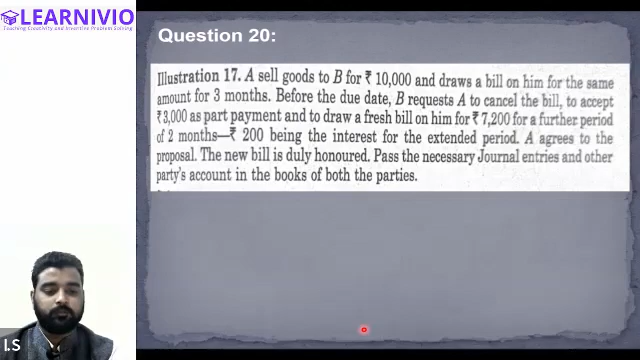 LEARNIVIO
Teaching Creativity and Inventive Problem Solving
Question 20:
Illustration 17. A sell goods to B for ₹ 10,000 and draws a bill on him for the same
amount for 3 months. Before the due date, B requests A to cancel the bill, to accept
₹3,000 as part payment and to draw a fresh bill on him for ₹ 7,200 for a further period
of 2 months—₹ 200 being the interest for the extended period. A agrees to the
proposal. The new bill is duly honoured. Pass the necessary Journal entries and other
party's account in the books of both the parties.
I.S